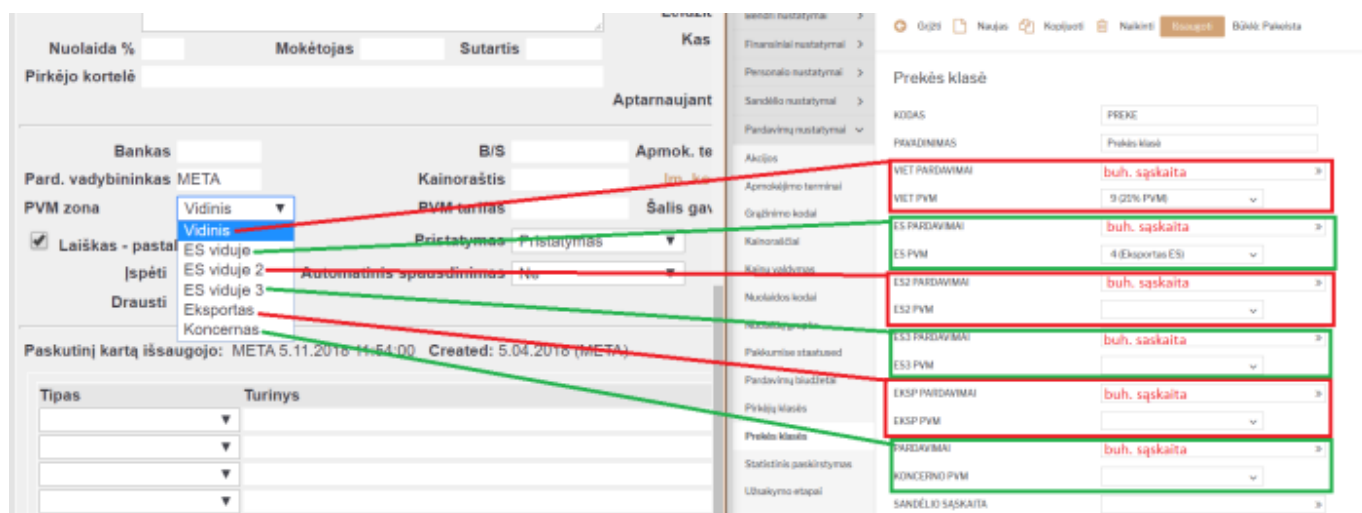 Nuolaida % Mokėtojas Sutartis Kas
Pirkėjo kortelė
Aptarnaujant
Bankas B/S Apmok. te
Pard. vadybininkas META Kainoraštis
PVM zona Vidinis PVM tarifas Šalis gav
Vidinis
Laiškas - pastal ES viduje Pristatymas Pristatymas
Įspėti ES viduje 2 Automatinis spausdinimas Ne
ES viduje 3
Drausti Eksportas
Koncernas
Paskutinį kartą išsaugojo: META 5.11.2018 11:54:00 Created: 5.04.2018 (META)
Tipas Turinys
Bendri nustatymai
Finansiniai nustatymai
Personalo nustatymai
Sandėlio nustatymai
Pardavimų nustatymai
Akcijos
Apmokėjimo terminai
Grąžinimo kodai
Kainoraščiai
Kainų valdymas
Nuolaidos kodai
Pakkumise staatused
Pardavimų biudžetai
Pirkėjų klasės
Prekės klasės
Statistinis paskirstymas
Užsakymo etapai
Grįžti Naujas Kopijuoti Naikinti Išsaugoti Būklė: Pakeista
Prekės klasė
KODAS PREKE
PAVADINIMAS Prekės klasė
VIET PARDAVIMAI buh. sąskaita
VIET PVM 9 (21% PVM)
ES PARDAVIMAI buh. sąskaita
ES PVM 4 (Eksportas ES)
ES2 PARDAVIMAI buh. sąskaita
ES2 PVM
ES3 PARDAVIMAI buh. saskaita
ES3 PVM
EKSP PARDAVIMAI buh. sąskaita
EKSP PVM
PARDAVIMAI buh. sąskaita
KONCERNO PVM
SANDĖLIO SĄSKAITA